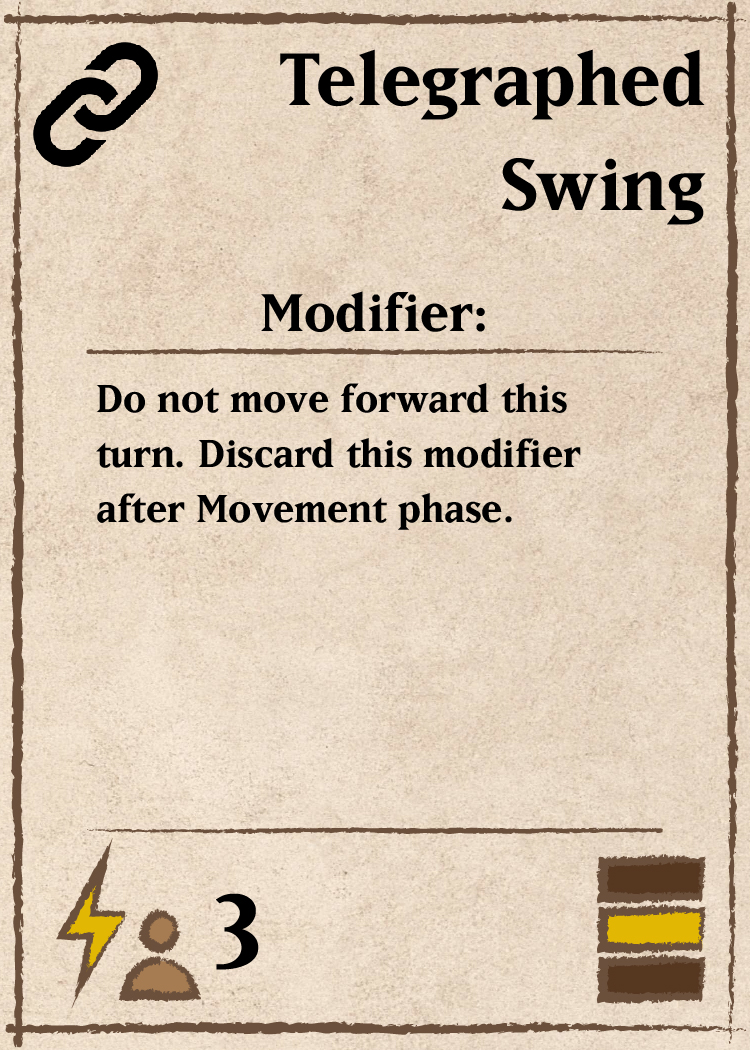 Telegraphed
Swing
Modifier:
Do not move forward this
turn. Discard this modifier
after Movement phase.
3